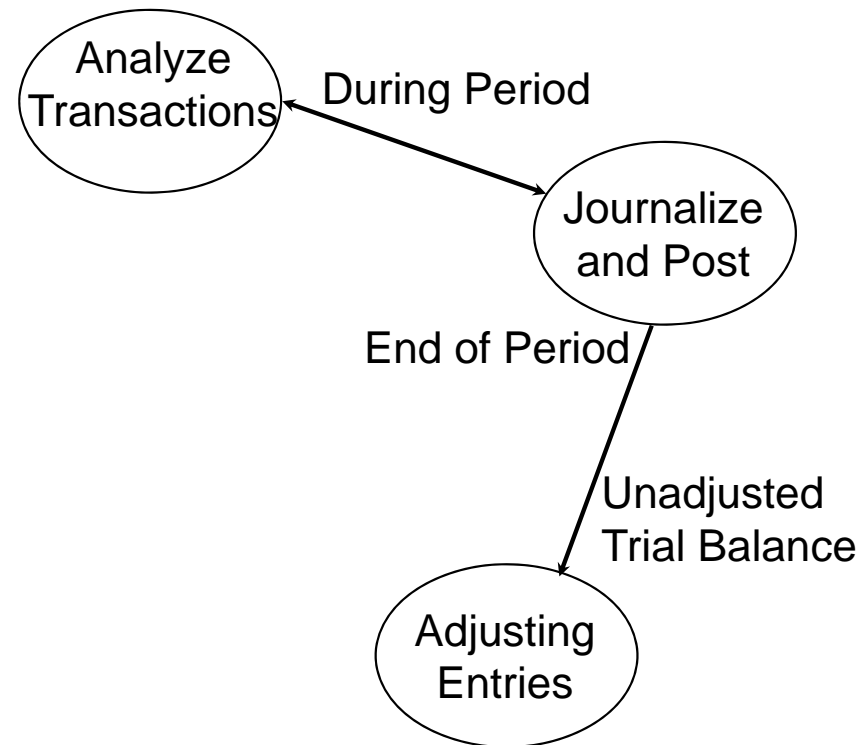 Analyze
Transactions
During Period
Journalize
and Post
End of Period
Unadjusted
Trial Balance
Adjusting
Entries